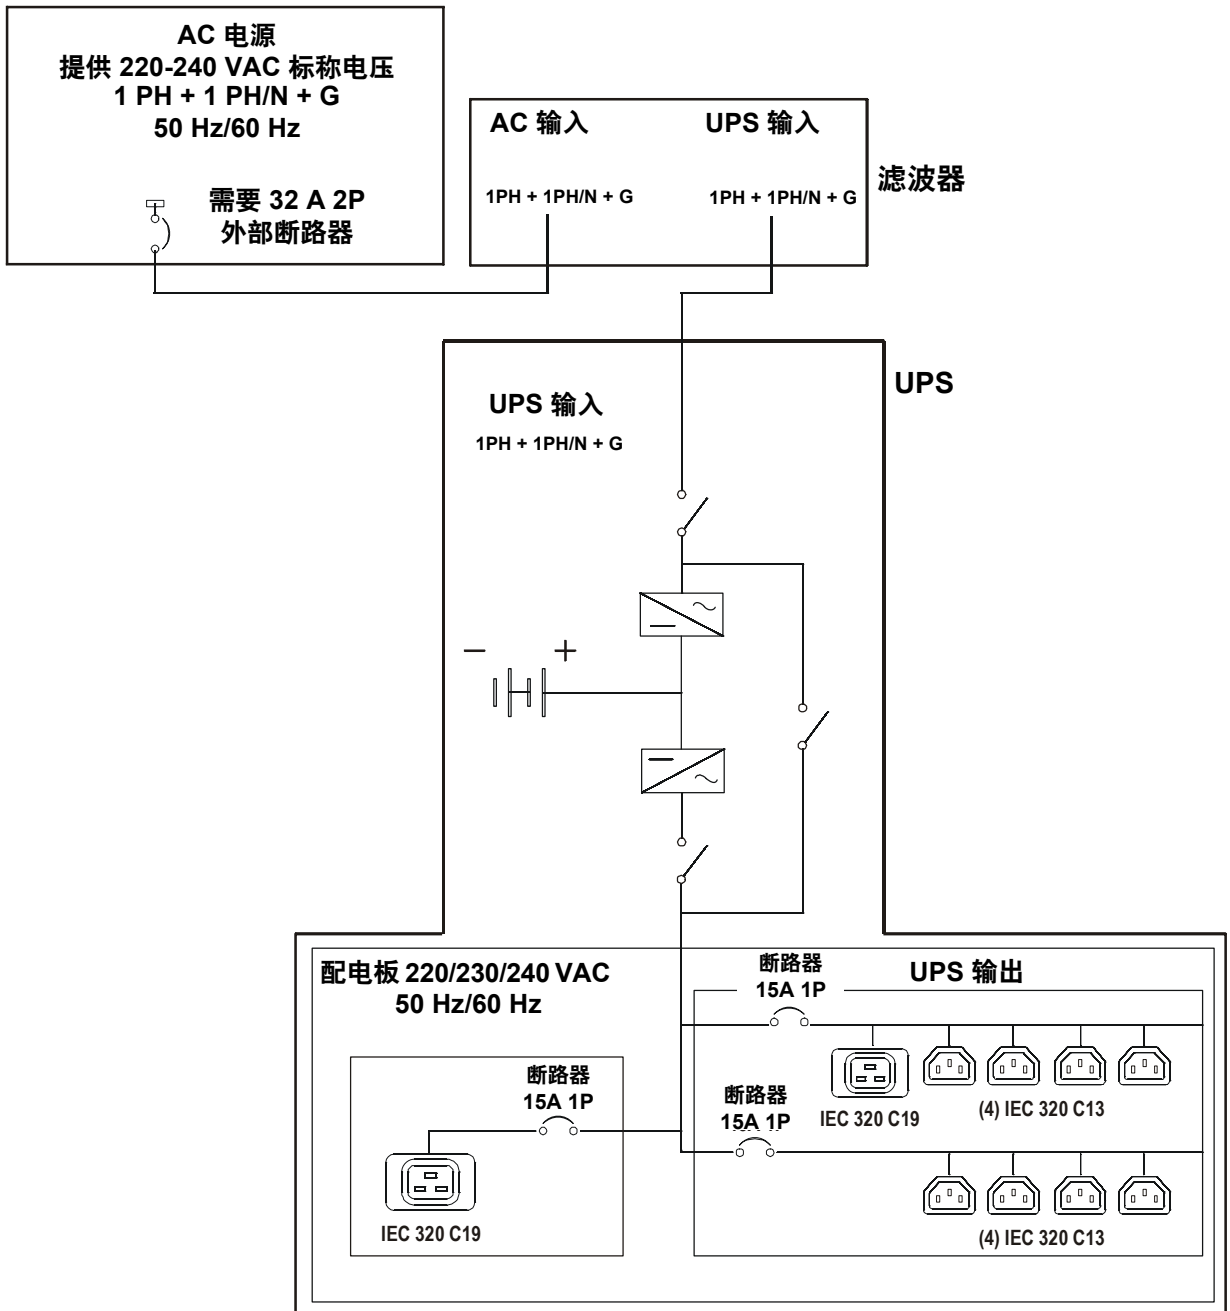 AC 电源
提供 220-240 VAC 标称电压
1 PH + 1 PH/N + G
50 Hz/60 Hz
需要 32 A 2P
外部断路器
AC 输入
UPS 输入
1PH + 1PH/N + G
1PH + 1PH/N + G
滤波器
UPS
UPS 输入
1PH + 1PH/N + G
配电板 220/230/240 VAC
50 Hz/60 Hz
断路器
15A 1P
UPS 输出
IEC 320 C19
(4) IEC 320 C13
断路器
15A 1P
IEC 320 C19
断路器
15A 1P
(4) IEC 320 C13